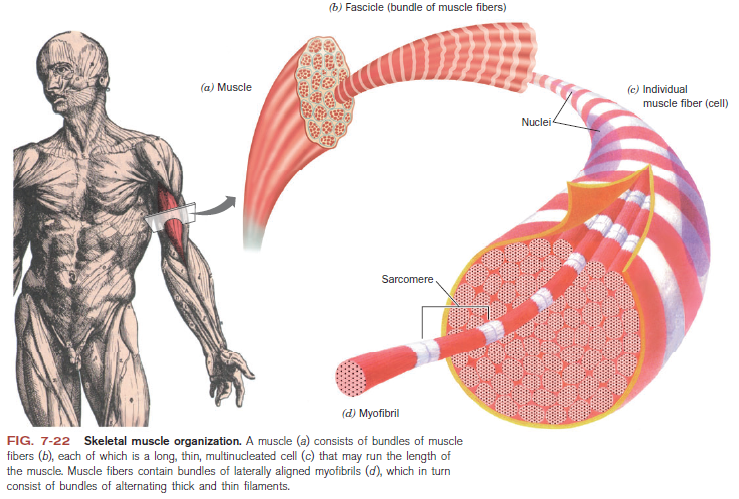 (b) Fascicle (bundle of muscle fibers)
(a) Muscle
(c) Individual
muscle fiber (cell)
Nuclei
Sarcomere
(d) Myofibril
FIG. 7-22 Skeletal muscle organization. A muscle (a) consists of bundles of muscle
fibers (b), each of which is a long, thin, multinucleated cell (c) that may run the length of
the muscle. Muscle fibers contain bundles of laterally aligned myofibrils (d), which in turn
consist of bundles of alternating thick and thin filaments.